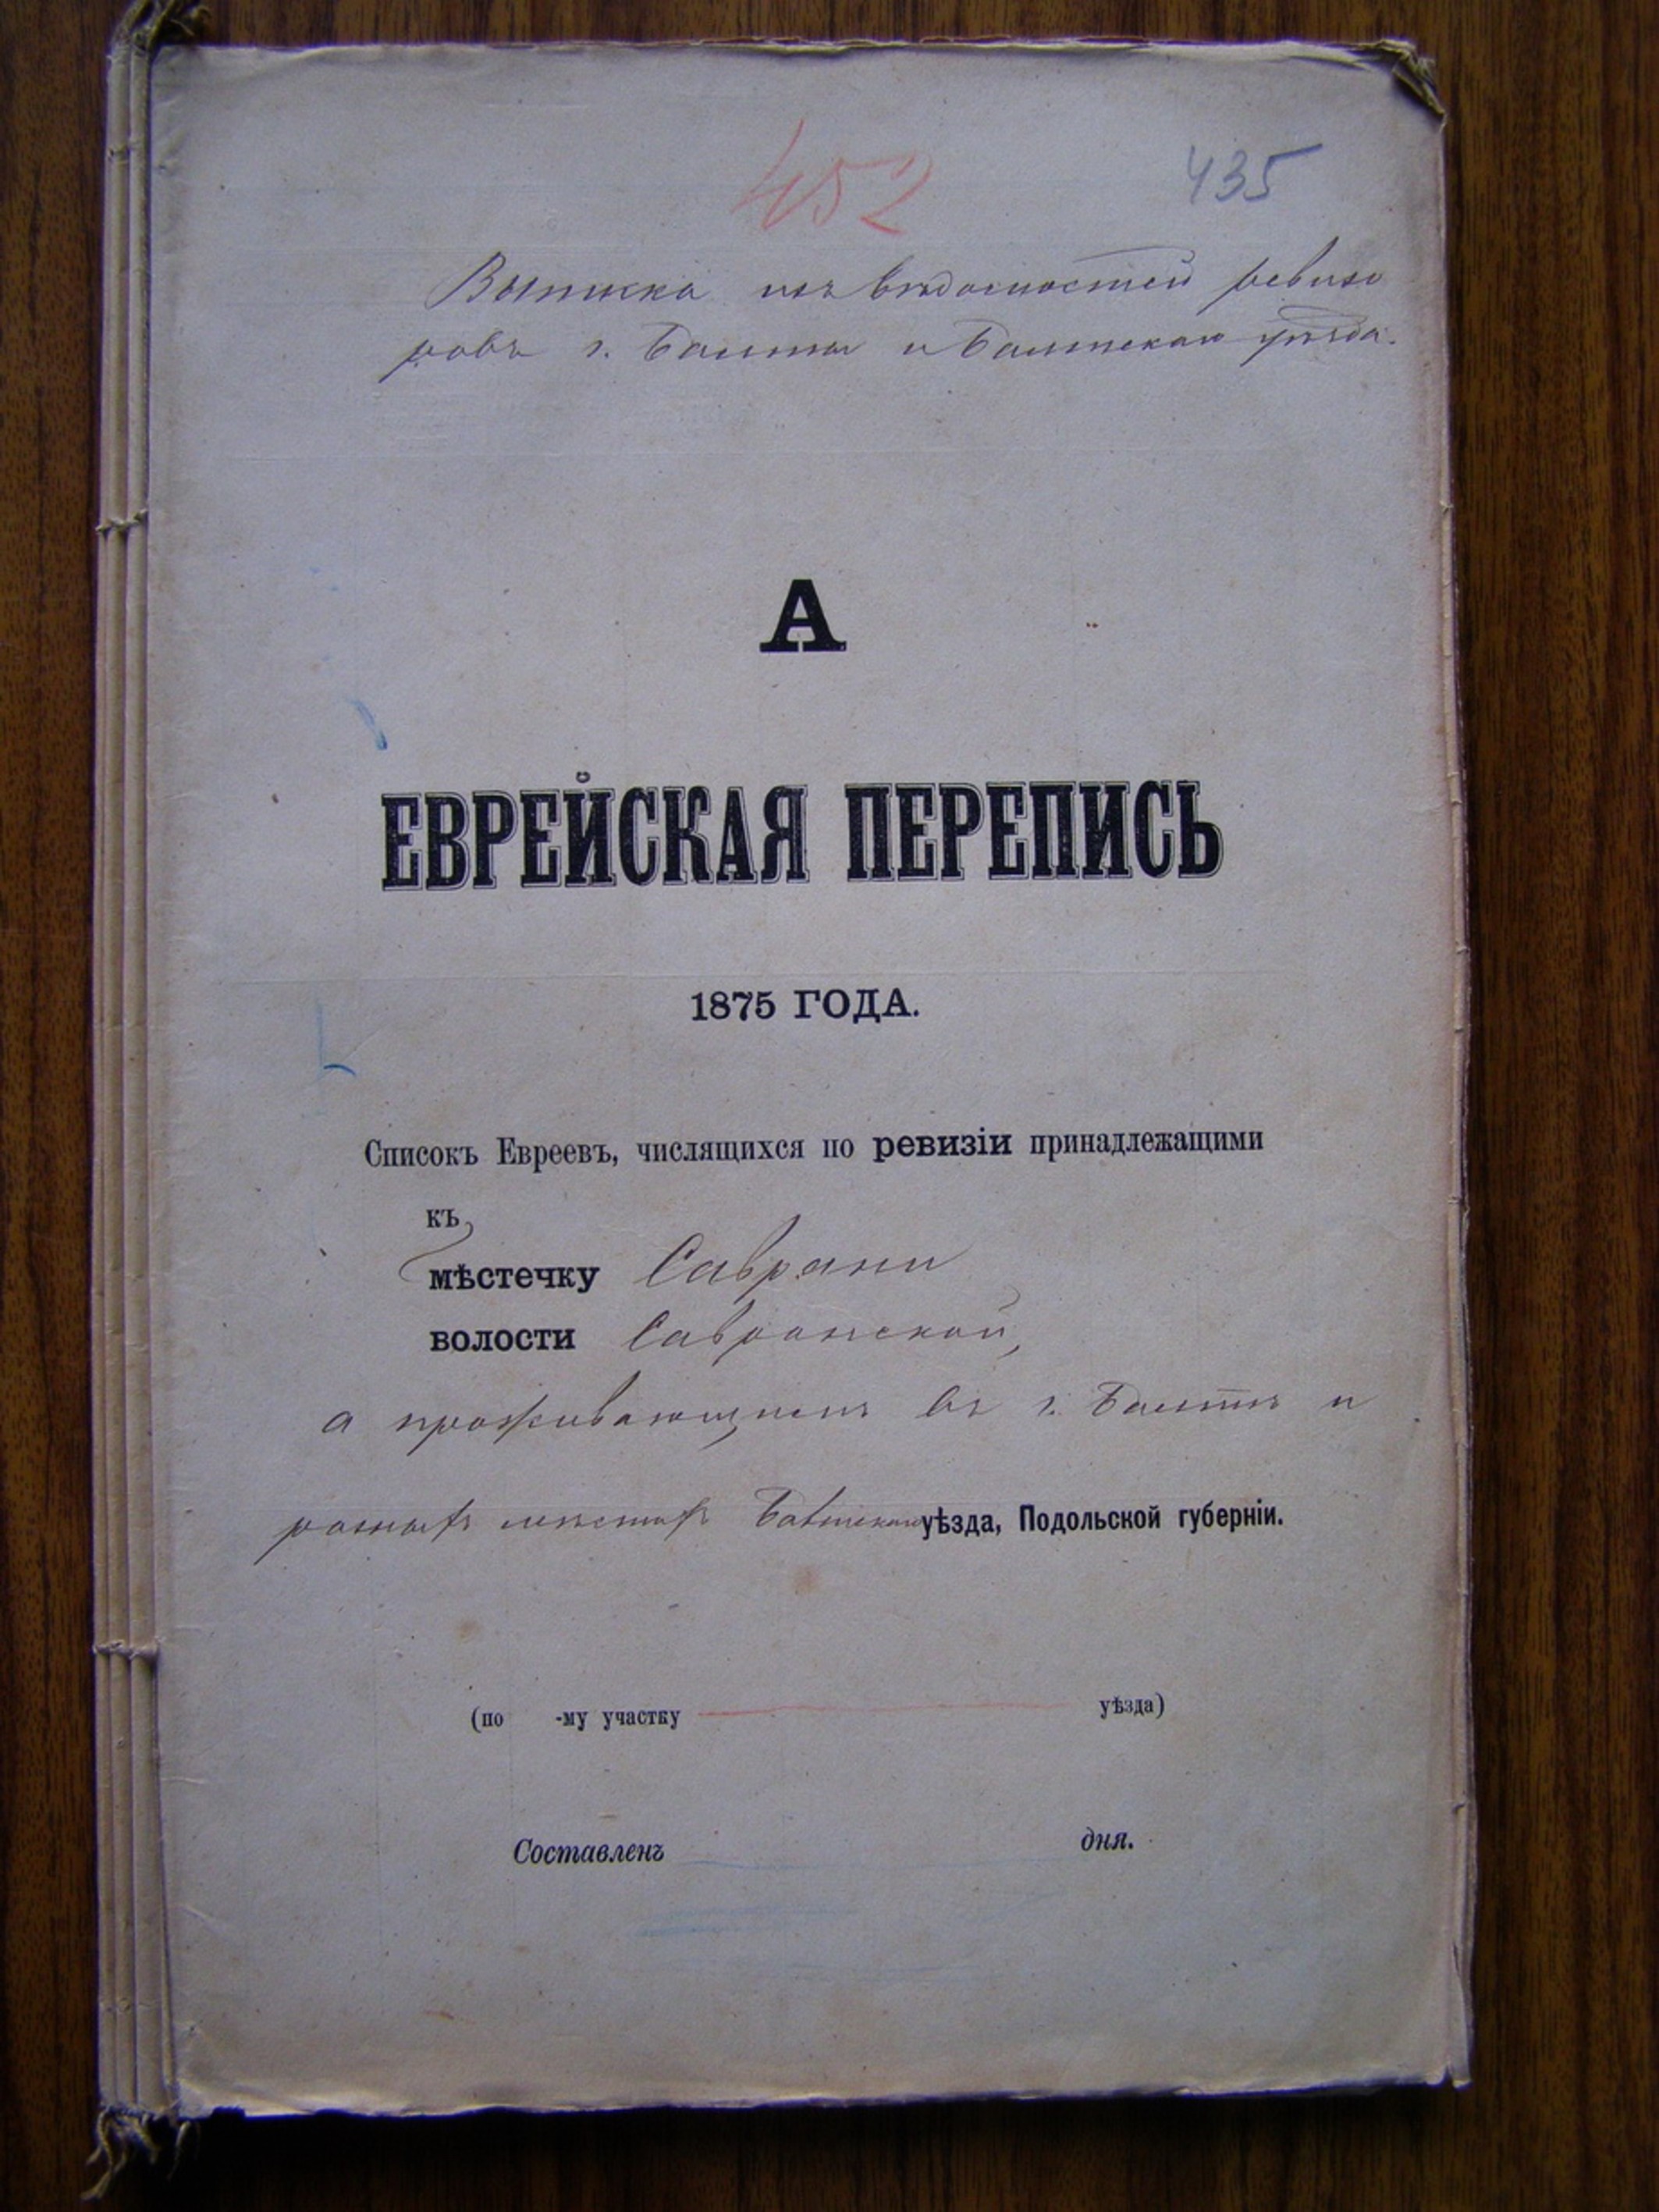 452
435
Выписка изъ вѣдомостей ревизо
ровъ г. Балты и Балтскаго уѣзда.
А
ЕВРЕЙСКАЯ ПЕРЕПИСЬ
1875 ГОДА.
Списокъ Евреевъ, числящихся по ревизіи принадлежащими
къ
мѣстечку Саврани
волости Савранской,
а проживающихъ въ г. Балтѣ и
разныхъ мѣстахъ Балтскаго уѣзда, Подольской губерніи.
(по -му участку уѣзда)
Составленъ дня.